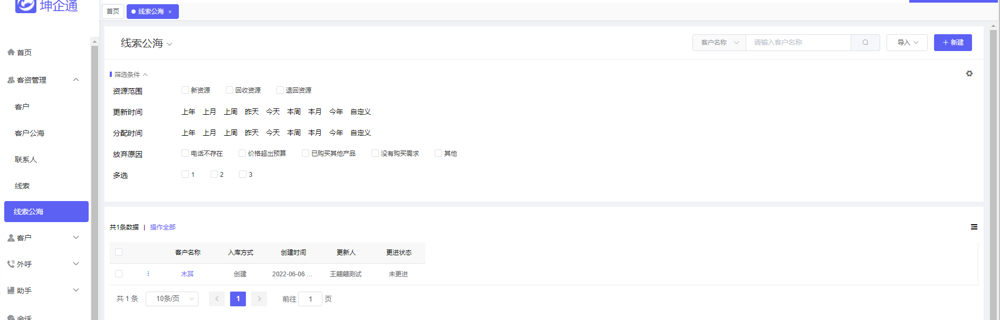 坤企通
首页
线索公海 ×
首页
客资管理
客户
客户公海
联系人
线索
线索公海
客户
外呼
助手
会话
线索公海
客户名称 请输入客户名称
导入
+ 新建
筛选条件
资源范围 新资源 回收资源 退回资源
更新时间 上年 上月 上周 昨天 今天 本周 本月 今年 自定义
分配时间 上年 上月 上周 昨天 今天 本周 本月 今年 自定义
放弃原因 电话不存在 价格超出预算 已购买其他产品 没有购买需求 其他
多选 1 2 3
共1条数据 | 操作全部
客户名称 入库方式 创建时间 更新人 更进状态
木耳 创建 2022-06-06 ... 王翩翩测试 未更进
共 1 条 10条/页 < 1 > 前往 1 页